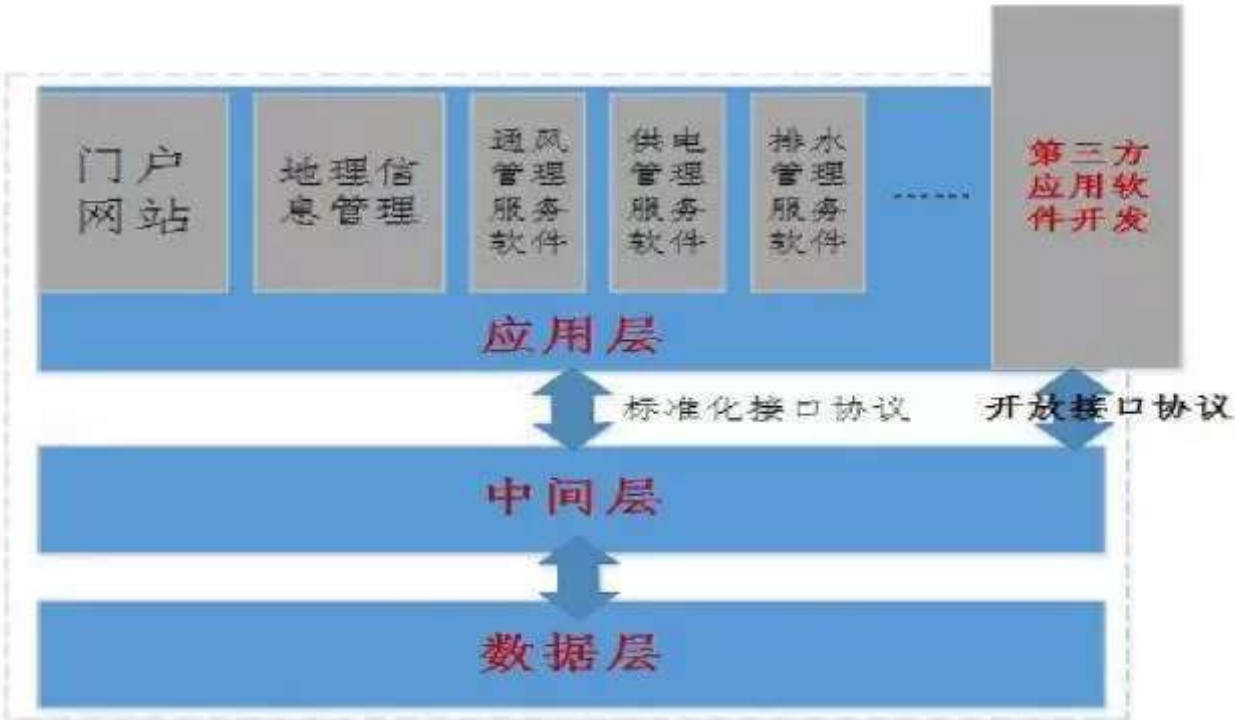 门户
网站
地理信
息管理
通风
管理
服务
软件
供电
管理
服务
软件
排水
管理
服务
软件
......
第三方
应用软
件开发
应用层
标准化接口协议
开放接口协议
中间层
数据层